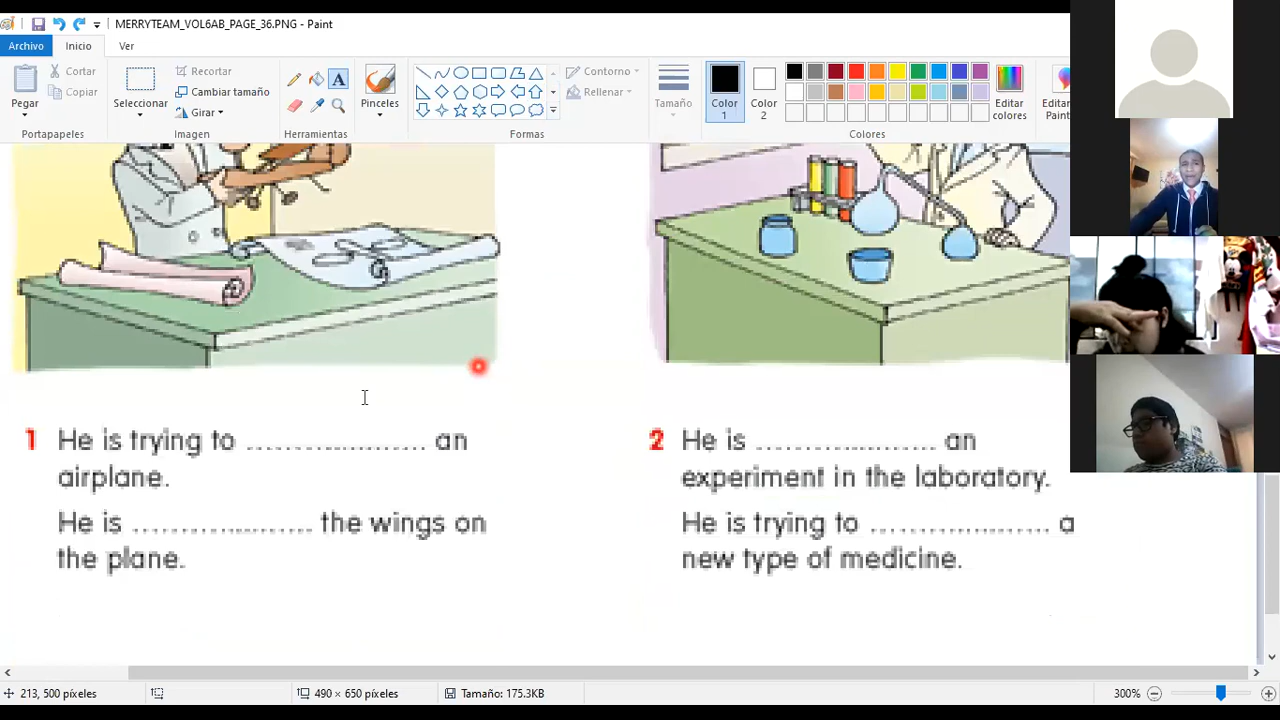 MERRYTEAM_VOL6AB_PAGE_36.PNG - Paint
Archivo Inicio Ver
Pegar
Cortar
Copiar
Portapapeles
Seleccionar
Recortar
Cambiar tamaño
Girar
Imagen
A
Herramientas
Pinceles
Contorno
Rellenar
Formas
Tamaño
Color 1
Color 2
Editar colores
Editar
Paint
Colores
1 He is trying to ........................ an
airplane.
He is ........................ the wings on
the plane.
2 He is ........................ an
experiment in the laboratory.
He is trying to ........................ a
new type of medicine.
213, 500 píxeles
490 × 650 píxeles
Tamaño: 175.3KB
300%